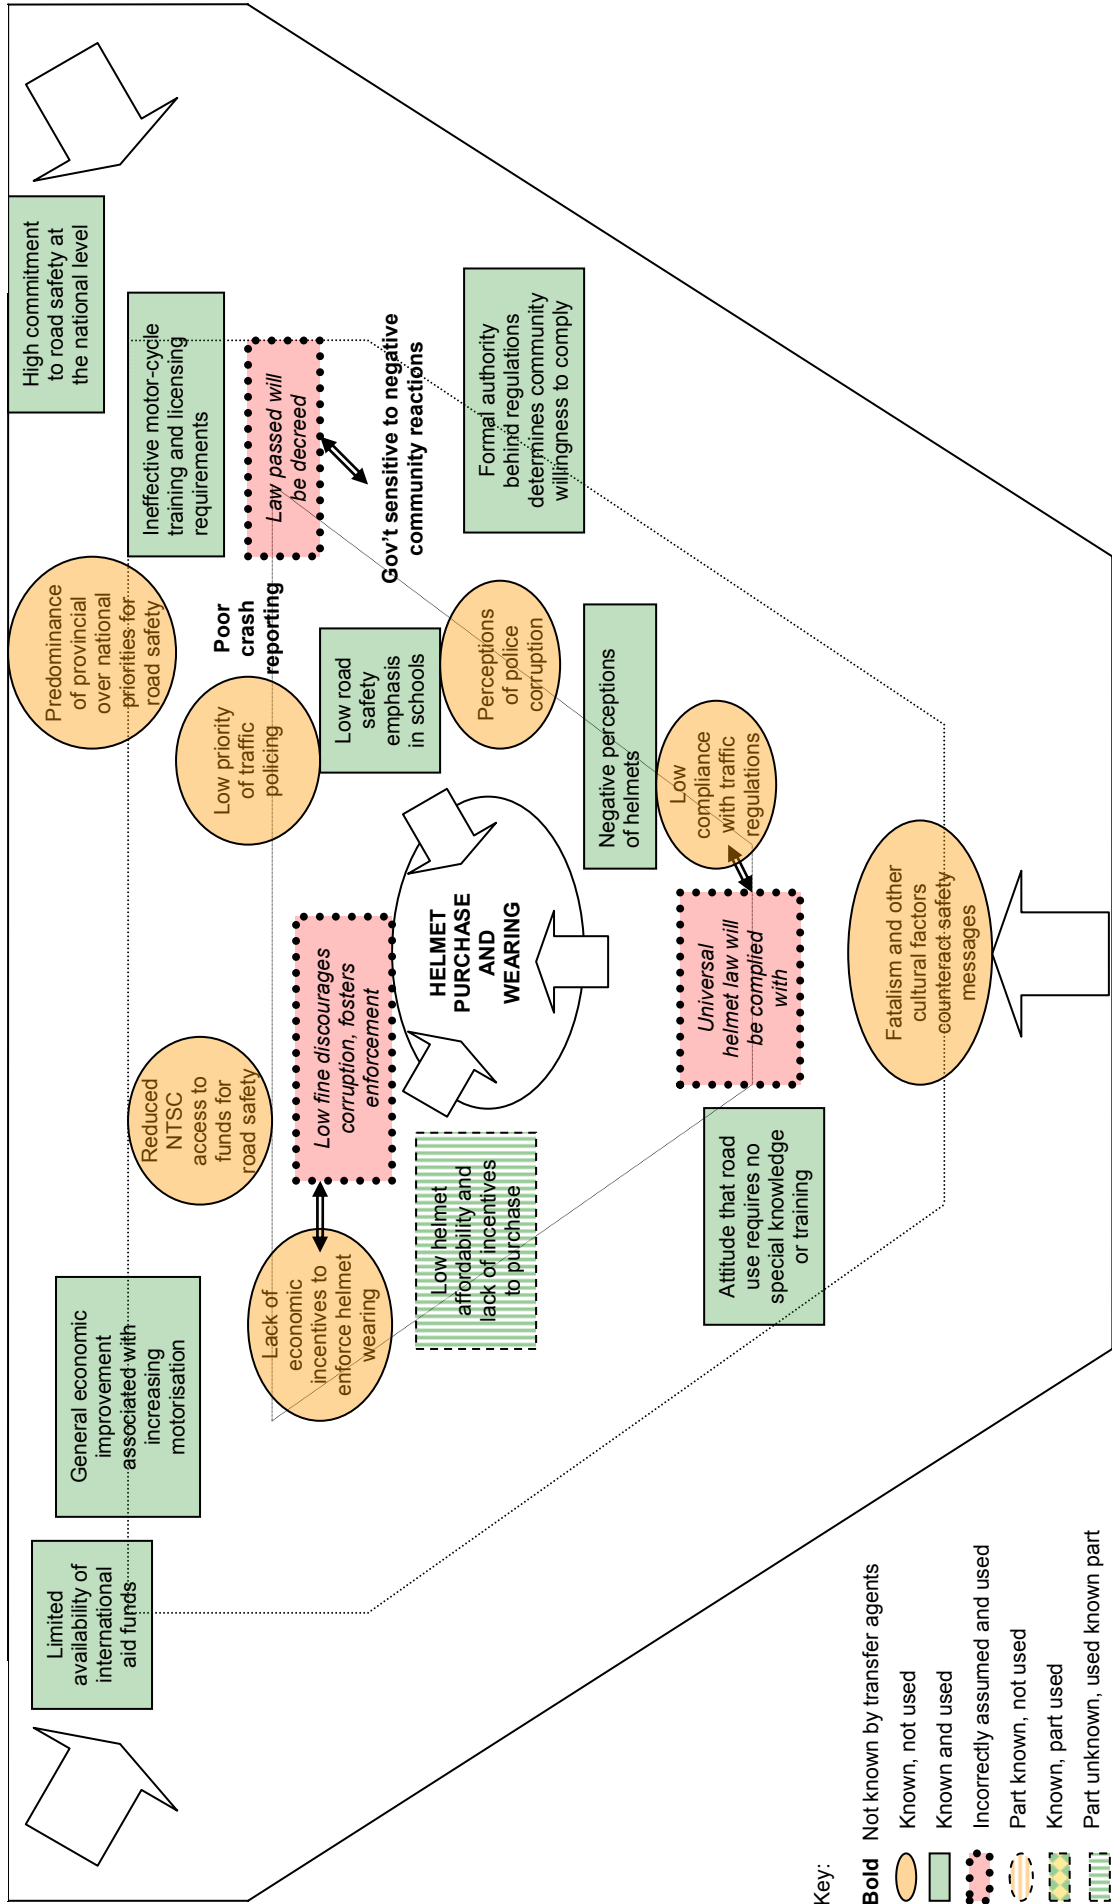 Limited
availability of
international
aid funds
General economic
improvement
associated with
increasing
motorisation
Reduced
NTSC
access to
funds for
road safety
Predominance
of provincial
over national
priorities for
road safety
High commitment
to road safety at
the national level
Ineffective motor-cycle
training and licensing
requirements
Low priority
of traffic
policing
Poor
crash
reporting
Law passed will
be decreed
Lack of
economic
incentives to
enforce helmet
wearing
Low fine discourages
corruption, fosters
enforcement
Low road
safety
emphasis
in schools
Gov't sensitive to negative
community reactions
Low helmet
affordability and
lack of incentives
to purchase
HELMET
PURCHASE
AND
WEARING
Perceptions
of police
corruption
Formal authority
behind regulations
determines community
willingness to comply
Negative perceptions
of helmets
Attitude that road
use requires no
special knowledge
or training
Universal
helmet law will
be complied
with
Low
compliance
with traffic
regulations
Fatalism and other
cultural factors
counteract safety
messages
Key:
Bold Not known by transfer agents
Known, not used
Known and used
Incorrectly assumed and used
Part known, not used
Known, part used
Part unknown, used known part